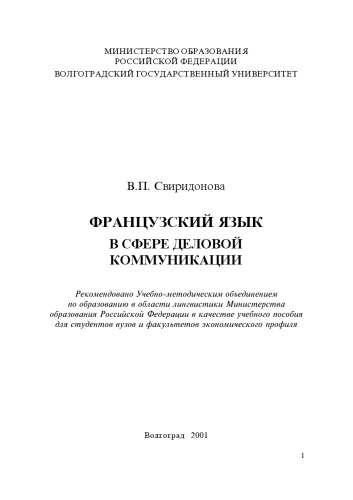 МИНИСТЕРСТВО ОБРАЗОВАНИЯ
РОССИЙСКОЙ ФЕДЕРАЦИИ
ВОЛГОГРАДСКИЙ ГОСУДАРСТВЕННЫЙ УНИВЕРСИТЕТ
В.П. Свиридонова
ФРАНЦУЗСКИЙ ЯЗЫК
В СФЕРЕ ДЕЛОВОЙ
КОММУНИКАЦИИ
Рекомендовано Учебно-методическим объединением
по образованию в области лингвистики Министерства
образования Российской Федерации в качестве учебного пособия
для студентов вузов и факультетов экономического профиля
Волгоград 2001
1